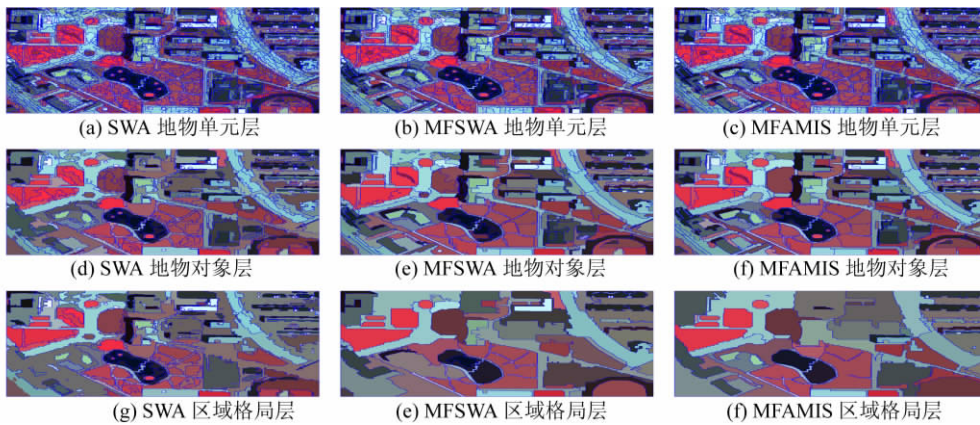 (a) SWA 地物单元层
(b) MFSWA 地物单元层
(c) MFAMIS 地物单元层
(d) SWA 地物对象层
(e) MFSWA 地物对象层
(f) MFAMIS 地物对象层
(g) SWA 区域格局层
(e) MFSWA 区域格局层
(f) MFAMIS 区域格局层